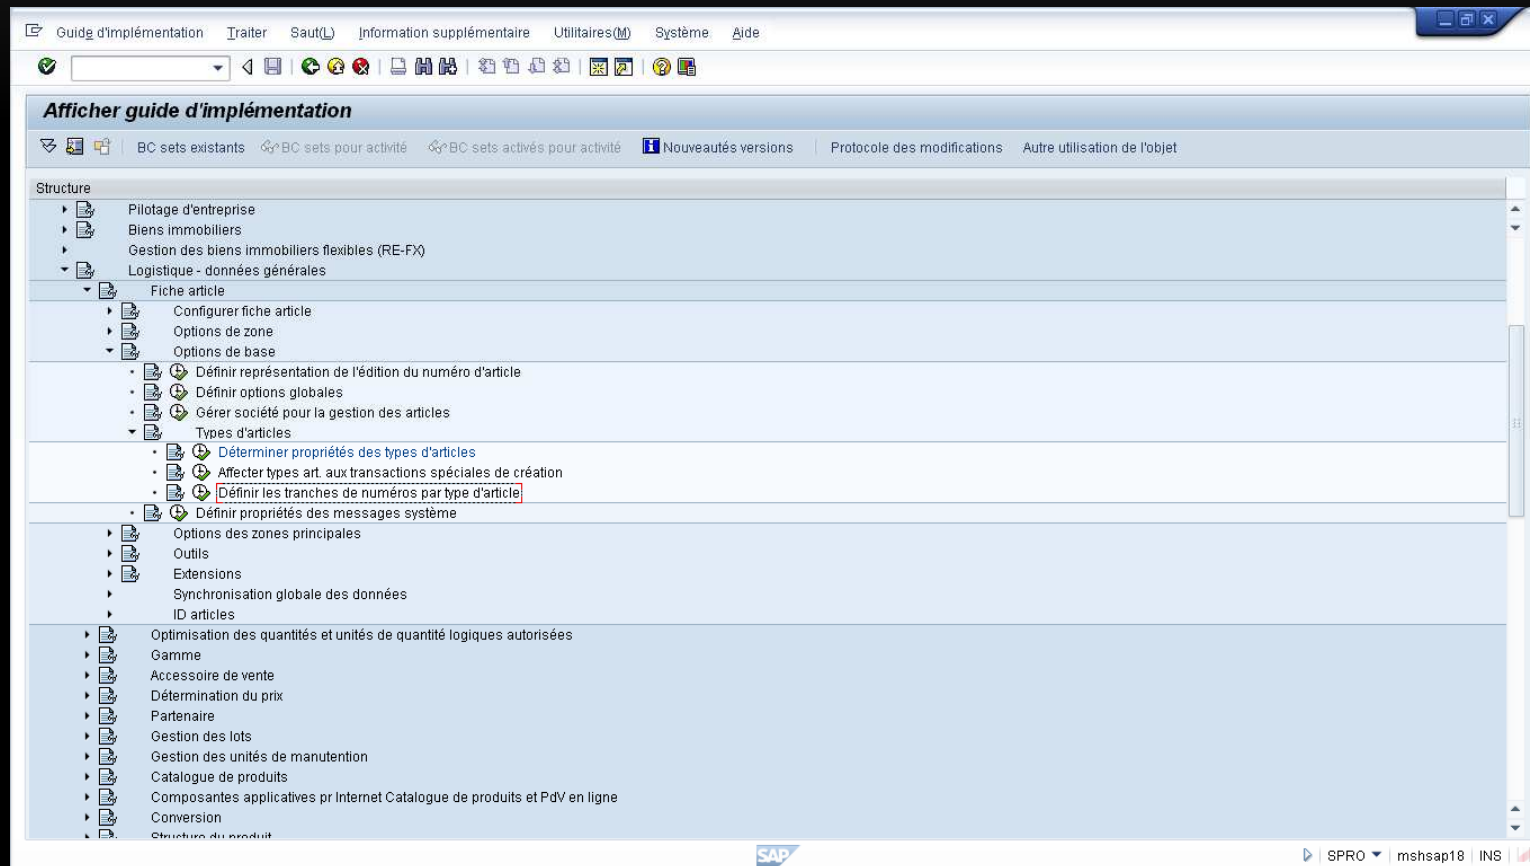 Guide d'implémentation Traiter Saut(L) Information supplémentaire Utilitaires(M) Système Aide
Afficher guide d'implémentation
BC sets existants BC sets pour activité BC sets activés pour activité Nouveautés versions Protocole des modifications Autre utilisation de l'objet
Structure
Pilotage d'entreprise
Biens immobiliers
Gestion des biens immobiliers flexibles (RE-FX)
Logistique - données générales
Fiche article
Configurer fiche article
Options de zone
Options de base
Définir représentation de l'édition du numéro d'article
Définir options globales
Gérer société pour la gestion des articles
Types d'articles
Déterminer propriétés des types d'articles
Affecter types art. aux transactions spéciales de création
Définir les tranches de numéros par type d'article
Définir propriétés des messages système
Options des zones principales
Outils
Extensions
Synchronisation globale des données
ID articles
Optimisation des quantités et unités de quantité logiques autorisées
Gamme
Accessoire de vente
Détermination du prix
Partenaire
Gestion des lots
Gestion des unités de manutention
Catalogue de produits
Composantes applicatives pr Internet Catalogue de produits et PdV en ligne
Conversion
Structure du produit
SAP SPRO mshsap18 INS